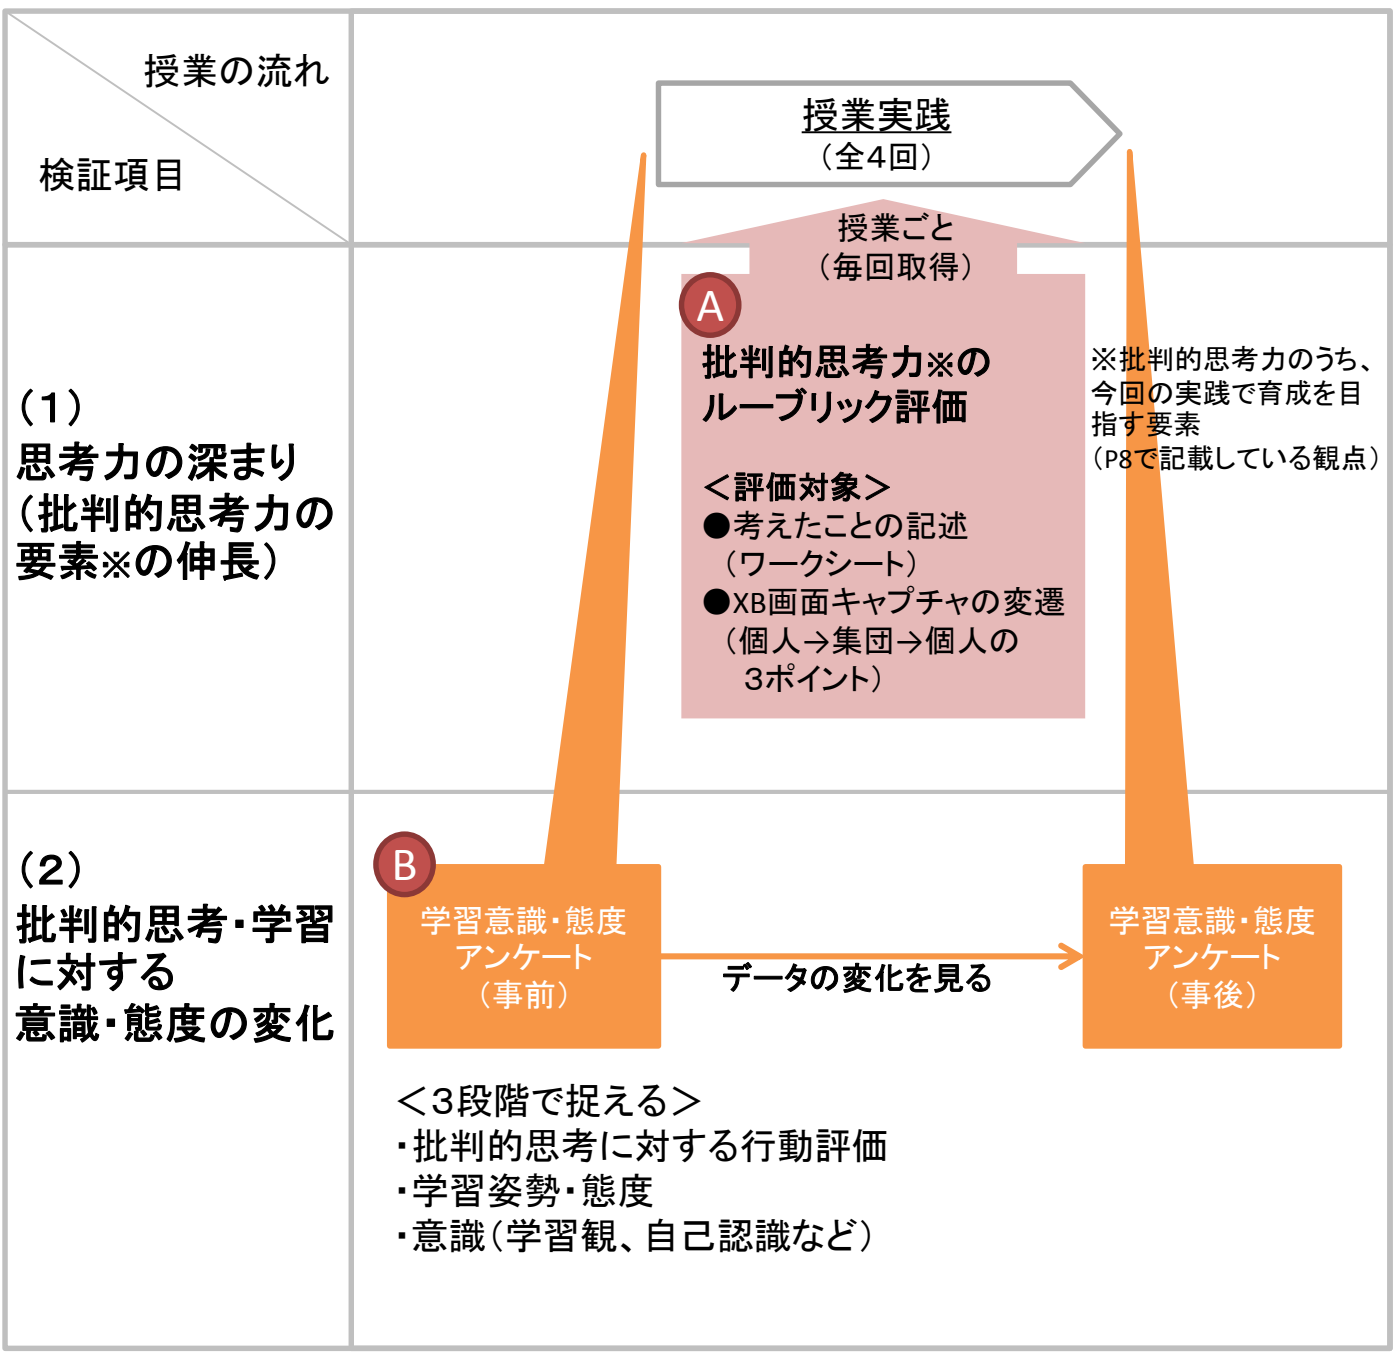 授業の流れ
検証項目
授業実践
（全４回）
授業ごと
（毎回取得）
A
批判的思考力※の
ルーブリック評価
＜評価対象＞
●考えたことの記述
（ワークシート）
●XB画面キャプチャの変遷
（個人→集団→個人の
３ポイント）
※批判的思考力のうち、
今回の実践で育成を目
指す要素
（P8で記載している観点）
（１）
思考力の深まり
（批判的思考力の
要素※の伸長）
（２）
批判的思考・学習
に対する
意識・態度の変化
B
学習意識・態度
アンケート
（事前）
データの変化を見る
学習意識・態度
アンケート
（事後）
＜３段階で捉える＞
・批判的思考に対する行動評価
・学習姿勢・態度
・意識（学習観、自己認識など）